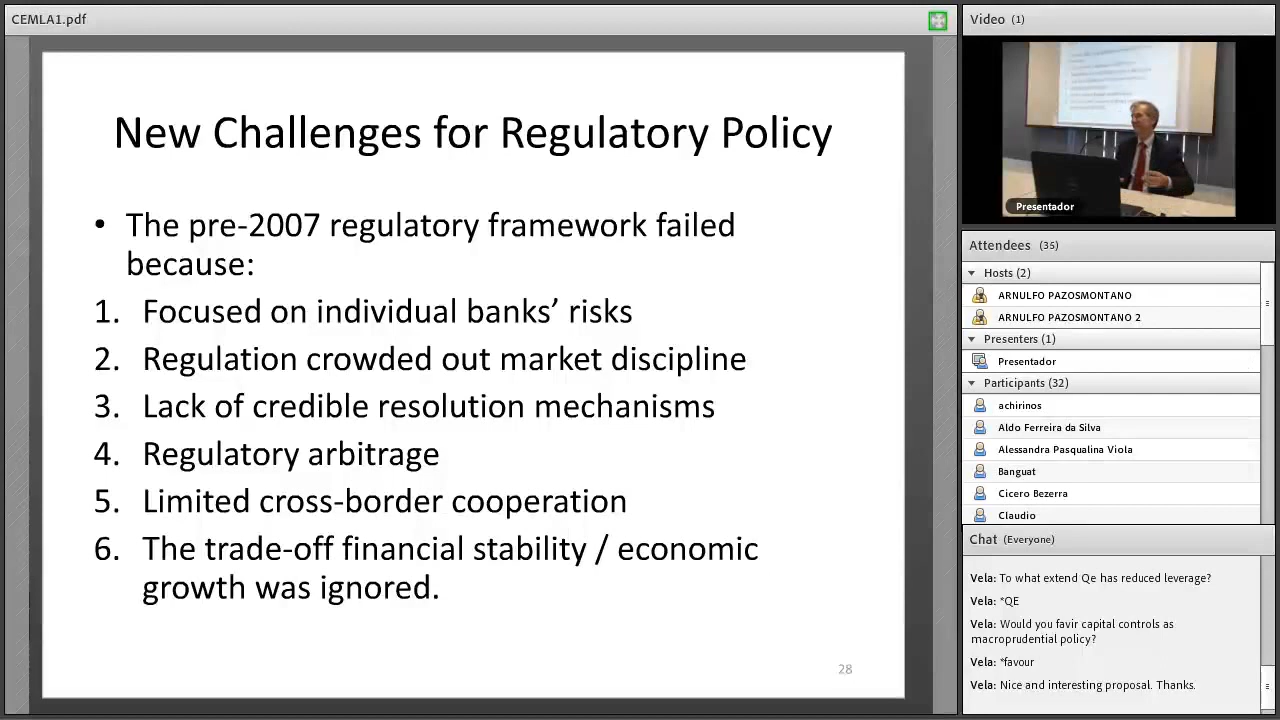 CEMLA1.pdf
New Challenges for Regulatory Policy
• The pre-2007 regulatory framework failed
because:
1. Focused on individual banks’ risks
2. Regulation crowded out market discipline
3. Lack of credible resolution mechanisms
4. Regulatory arbitrage
5. Limited cross-border cooperation
6. The trade-off financial stability / economic
growth was ignored.
28
Video (1)
Presentador
Attendees (35)
Hosts (2)
ARNULFO PAZOSMONTANO
ARNULFO PAZOSMONTANO 2
Presenters (1)
Presentador
Participants (32)
achirinos
Aldo Ferreira da Silva
Alessandra Pasqualina Viola
Banguat
Cicero Bezerra
Claudio
Chat (Everyone)
Vela: To what extend Qe has reduced leverage?
Vela: *QE
Vela: Would you favir capital controls as
macroprudential policy?
Vela: *favour
Vela: Nice and interesting proposal. Thanks.